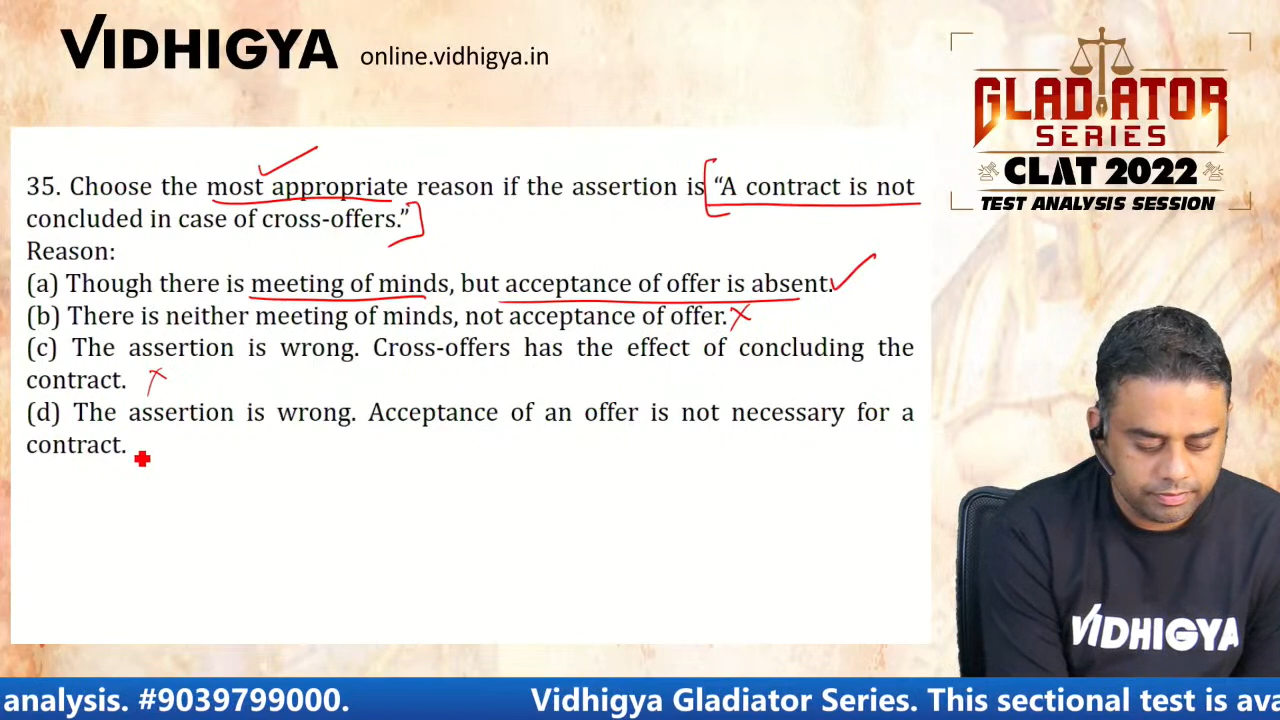 VIDHIGYA online.vidhigya.in
GLADIATOR
SERIES
CLAT 2022
TEST ANALYSIS SESSION
35. Choose the most appropriate reason if the assertion is “A contract is not
concluded in case of cross-offers.”
Reason:
(a) Though there is meeting of minds, but acceptance of offer is absent.
(b) There is neither meeting of minds, not acceptance of offer.
(c) The assertion is wrong. Cross-offers has the effect of concluding the
contract.
(d) The assertion is wrong. Acceptance of an offer is not necessary for a
contract.
VIDHIGYA
analysis. #9039799000. Vidhigya Gladiator Series. This sectional test is ava